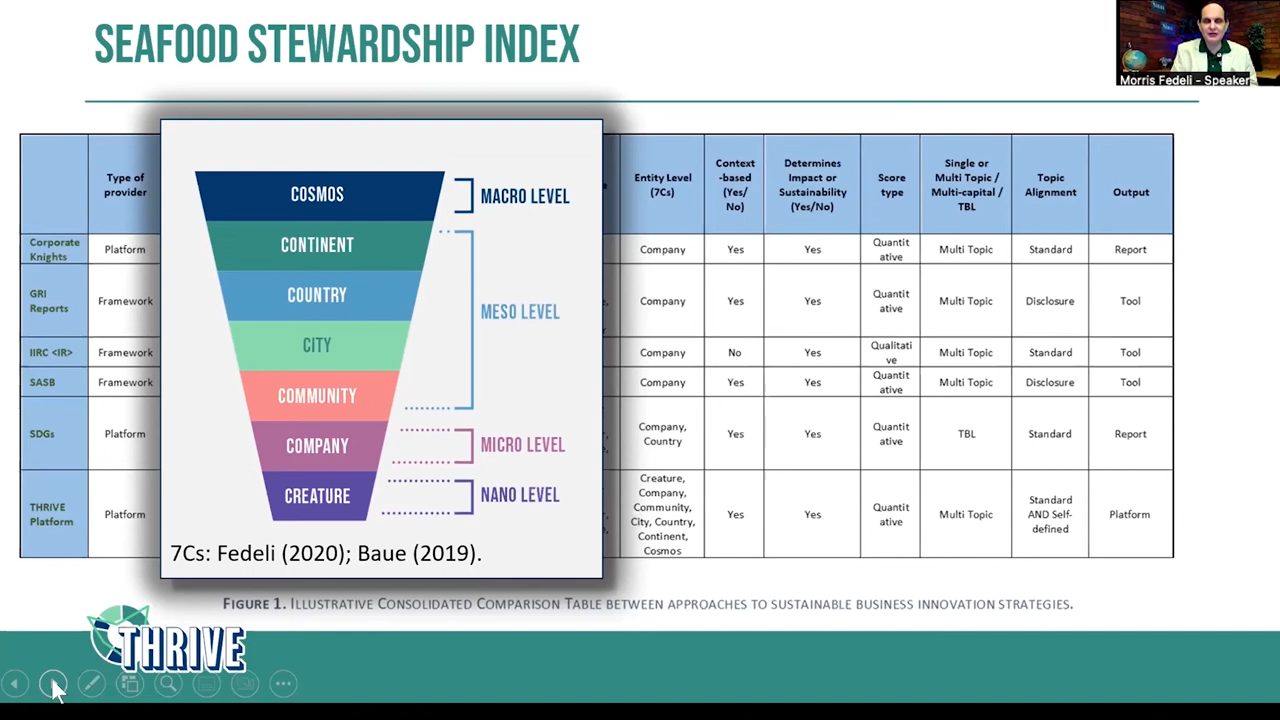 SEAFOOD STEWARDSHIP INDEX
Morris Fedeli - Speaker
Type of
provider
Entity Level
(7Cs)
Context
-based
(Yes/
No)
Determines
Impact or
Sustainability
(Yes/No)
Score
type
Single or
Multi Topic /
Multi-capital /
TBL
Topic
Alignment
Output
Corporate
Knights
Platform
Company
Yes
Yes
Quantit
ative
Multi Topic
Standard
Report
GRI
Reports
Framework
Company
Yes
Yes
Quantit
ative
Multi Topic
Disclosure
Tool
IIRC <IR>
Framework
Company
No
Yes
Qualitati
ve
Multi Topic
Standard
Tool
SASB
Framework
Company
Yes
Yes
Quantit
ative
Multi Topic
Disclosure
Tool
SDGs
Platform
Company,
Country
Yes
Yes
Quantit
ative
TBL
Standard
Report
THRIVE
Platform
Platform
Creature,
Company,
Community,
City, Country,
Continent,
Cosmos
Yes
Yes
Quantit
ative
Multi Topic
Standard
AND Self-
defined
Platform
COSMOS
CONTINENT
COUNTRY
CITY
COMMUNITY
COMPANY
CREATURE
MACRO LEVEL
MESO LEVEL
MICRO LEVEL
NANO LEVEL
7Cs: Fedeli (2020); Baue (2019).
FIGURE 1. ILLUSTRATIVE CONSOLIDATED COMPARISON TABLE BETWEEN APPROACHES TO SUSTAINABLE BUSINESS INNOVATION STRATEGIES.
THRIVE